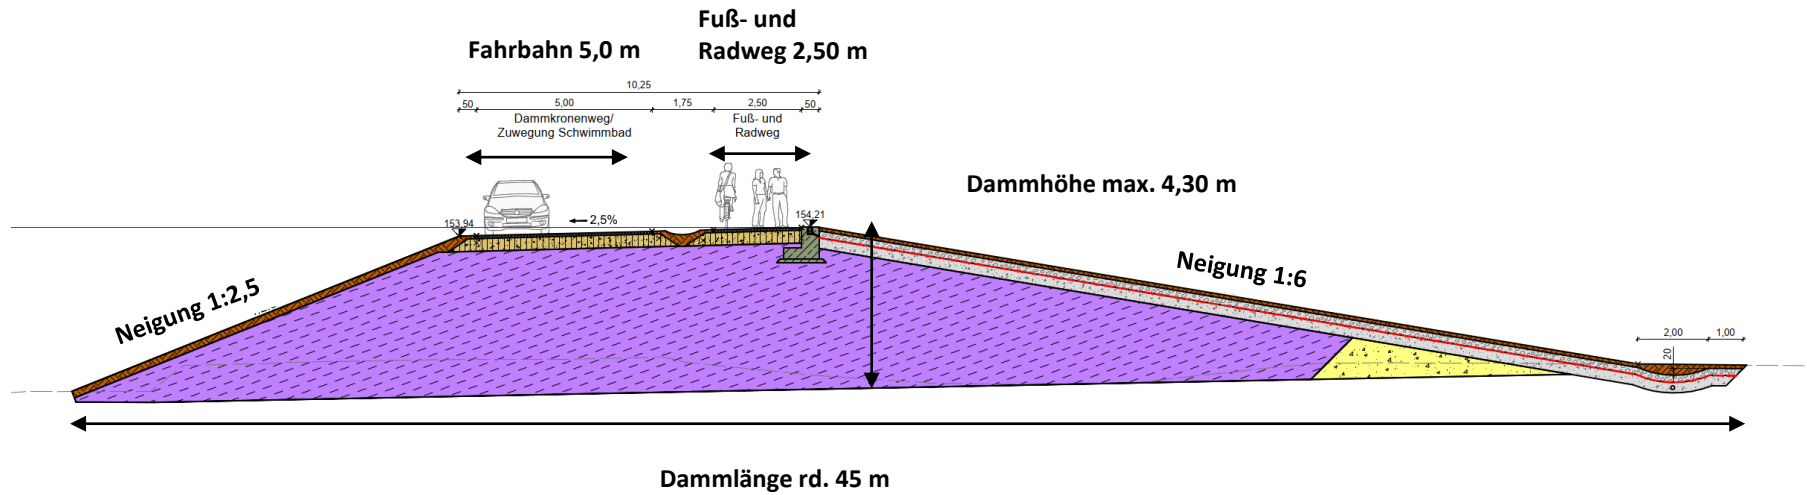 Fuß- und
Radweg 2,50 m
Fahrbahn 5,0 m
10,25
50
5,00
1,75
2,50
50
Dammkronenweg/
Zuwegung Schwimmbad
Fuß- und
Radweg
Dammhöhe max. 4,30 m
153,94
2,5%
154,21
Neigung 1:2,5
Neigung 1:6
2,00
1,00
20
Dammlänge rd. 45 m